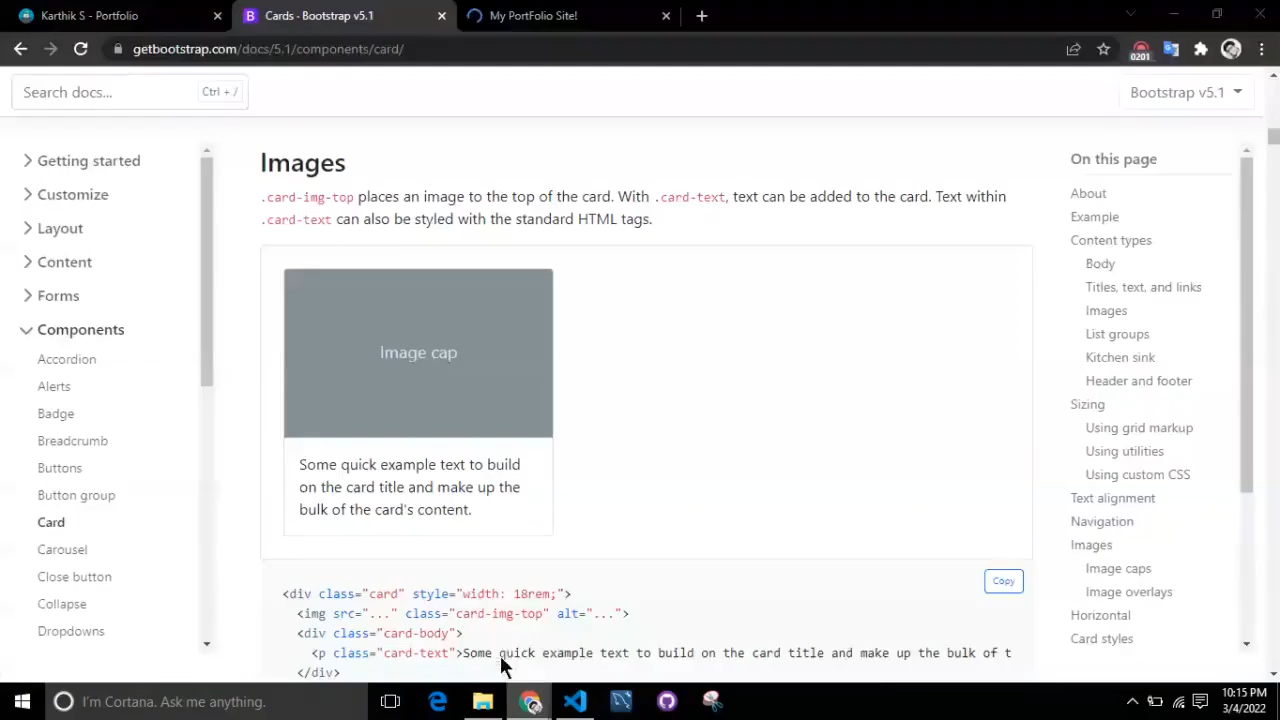 Karthik S - Portfolio
Cards - Bootstrap v5.1
My PortFolio Site!
getbootstrap.com/docs/5.1/components/card/
0201
Search docs...
Ctrl + /
Bootstrap v5.1
Getting started
Customize
Layout
Content
Forms
Components
Accordion
Alerts
Badge
Breadcrumb
Buttons
Button group
Card
Carousel
Close button
Collapse
Dropdowns
Images
.card-img-top places an image to the top of the card. With .card-text, text can be added to the card. Text within
.card-text can also be styled with the standard HTML tags.
Image cap
Some quick example text to build
on the card title and make up the
bulk of the card's content.
Copy
<div class="card" style="width: 18rem;">
<img src="..." class="card-img-top" alt="...">
<div class="card-body">
<p class="card-text">Some quick example text to build on the card title and make up the bulk of t
</div>
On this page
About
Example
Content types
Body
Titles, text, and links
Images
List groups
Kitchen sink
Header and footer
Sizing
Using grid markup
Using utilities
Using custom CSS
Text alignment
Navigation
Images
Image caps
Image overlays
Horizontal
Card styles
I'm Cortana. Ask me anything.
10:15 PM
3/4/2022